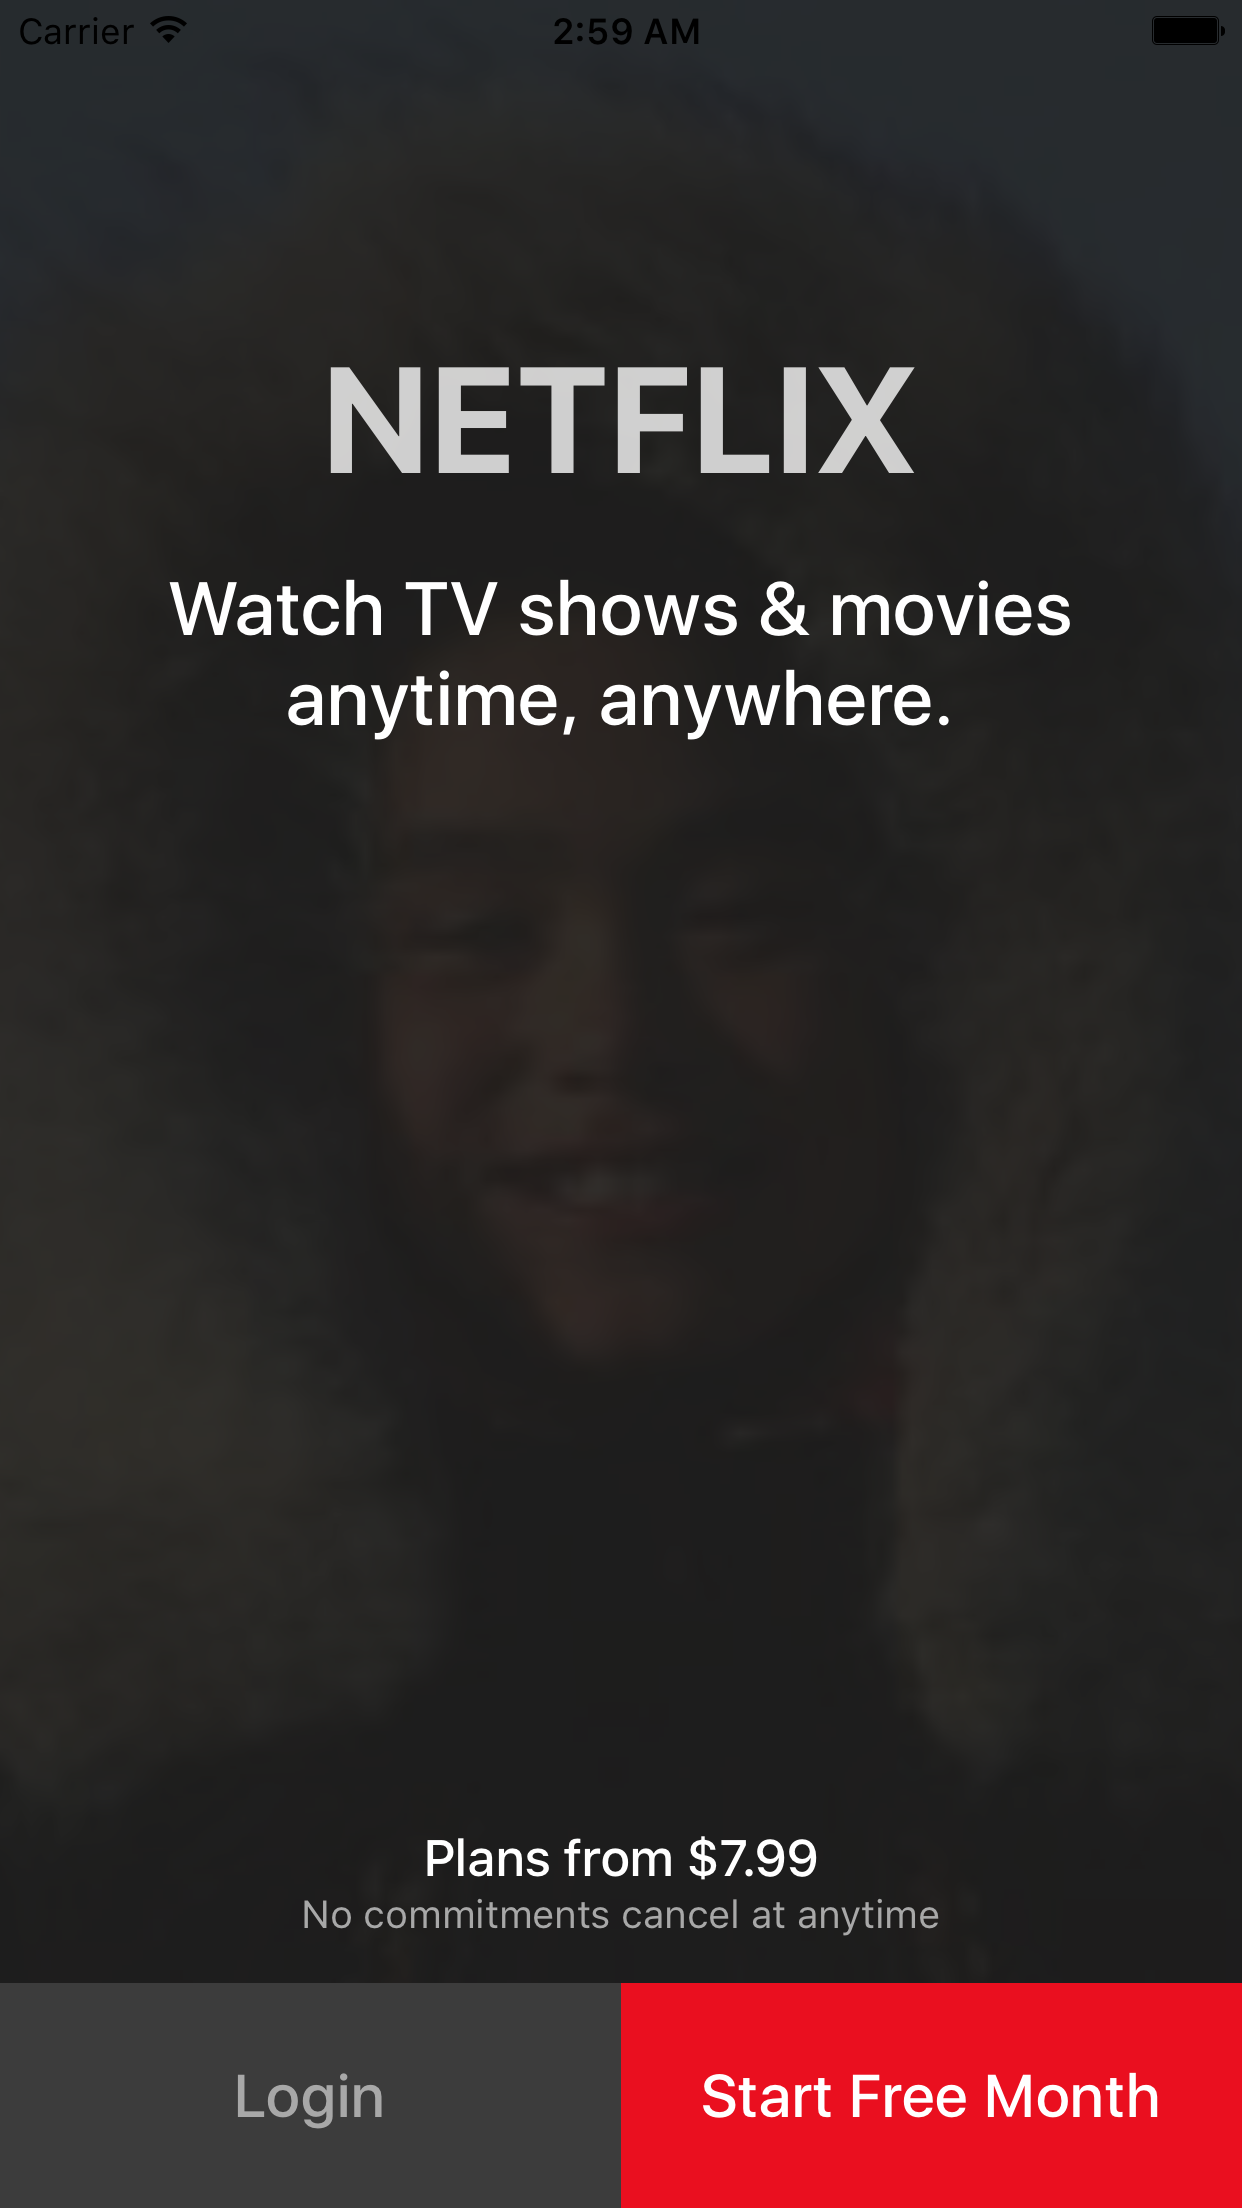 Carrier 2:59 AM
NETFLIX
Watch TV shows & movies
anytime, anywhere.
Plans from $7.99
No commitments cancel at anytime
Login Start Free Month